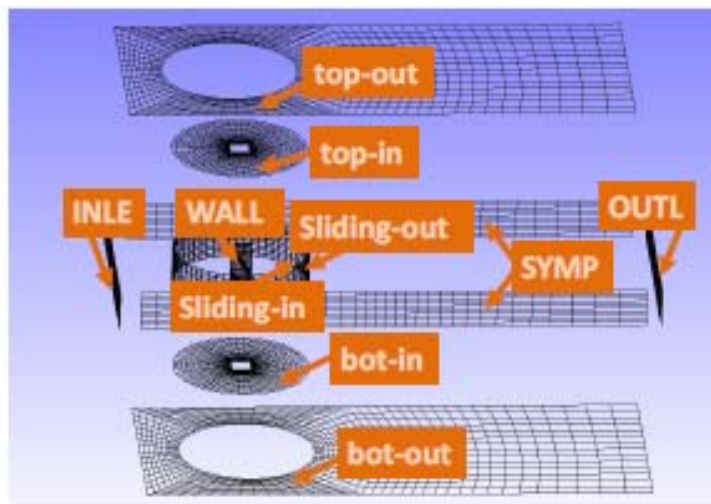 top-out
top-in
INLE
WALL
OUTL
Sliding-out
SYMP
Sliding-in
bot-in
bot-out